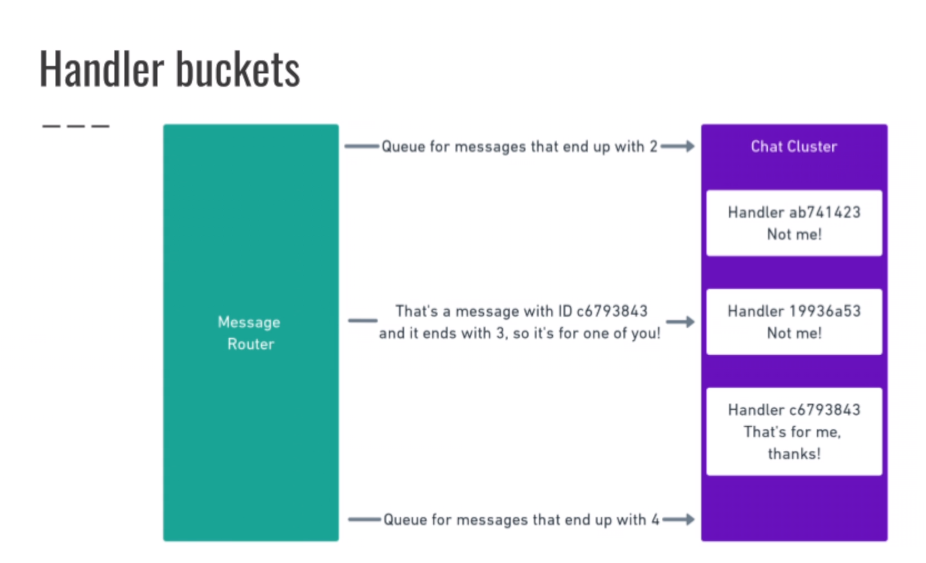 Handler buckets
Queue for messages that end up with 2
Chat Cluster
Handler ab741423
Not me!
Message
Router
That's a message with ID c6793843
and it ends with 3, so it's for one of you!
Handler 19936a53
Not me!
Handler c6793843
That's for me,
thanks!
Queue for messages that end up with 4